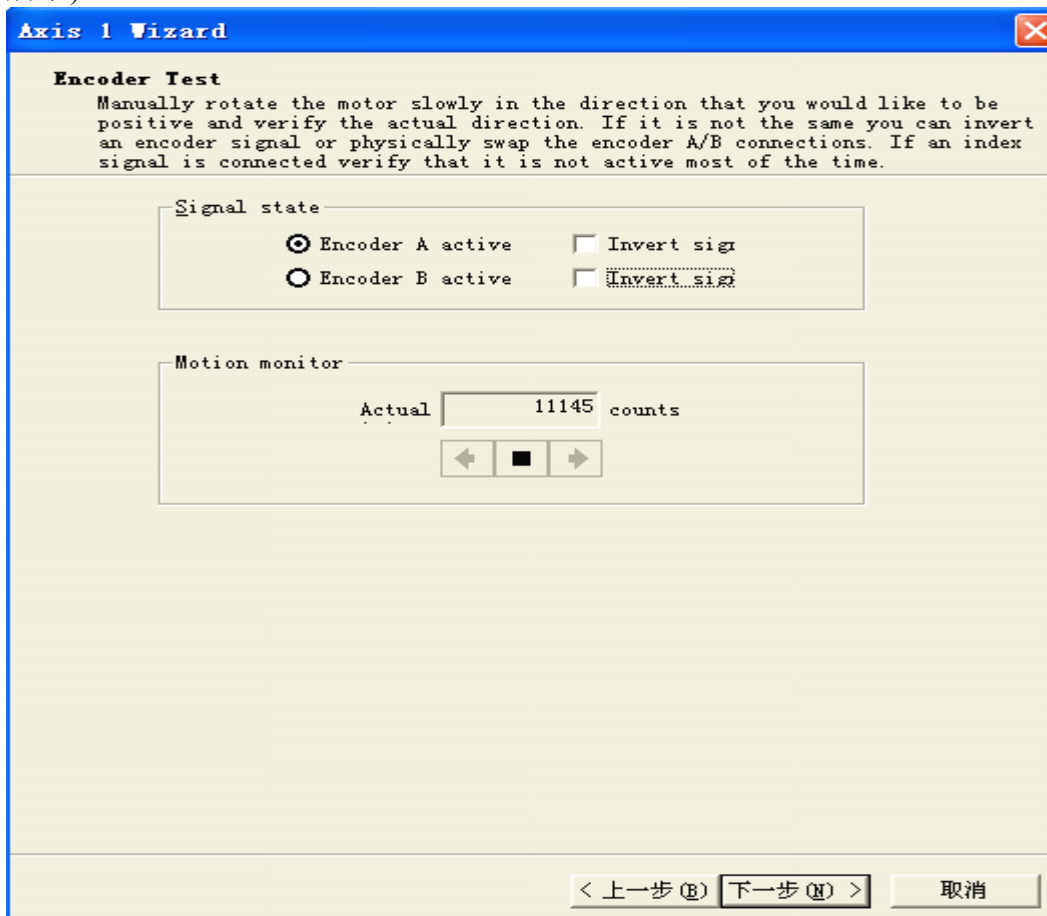 Axis 1 Wizard
Encoder Test
Manually rotate the motor slowly in the direction that you would like to be
positive and verify the actual direction. If it is not the same you can invert
an encoder signal or physically swap the encoder A/B connections. If an index
signal is connected verify that it is not active most of the time.
Signal state
Encoder A active Invert sig
Encoder B active Invert sig
Motion monitor
Actual 11145 counts
< 上一步(B) 下一步(N) > 取消